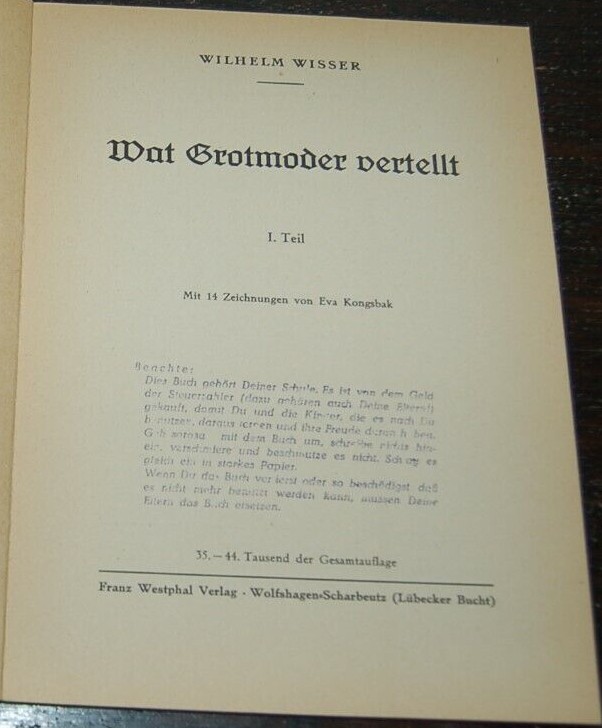 WILHELM WISSER
Wat Grotmoder vertellt
I. Teil
Mit 14 Zeichnungen von Eva Kongsbak
Beachte:
Dies Buch gehört Deiner Schule. Es ist von dem Geld
der Steuerzahler (dazu gehören auch Deine Eltern!)
gekauft, damit Du und die Kinder, die es nach Dir
benutzen, daraus lernen und ihre Freude daran haben.
Geh sorgsam mit dem Buch um, schreibe nichts hin-
ein, verschmiere und beschmutze es nicht. Schlag es
gleich ein in starkes Papier.
Wenn Du das Buch verlierst oder so beschädigst, daß
es nicht mehr benutzt werden kann, müssen Deine
Eltern das Buch ersetzen.
35. – 44. Tausend der Gesamtauflage
Franz Westphal Verlag · Wolfshagen-Scharbeutz (Lübecker Bucht)